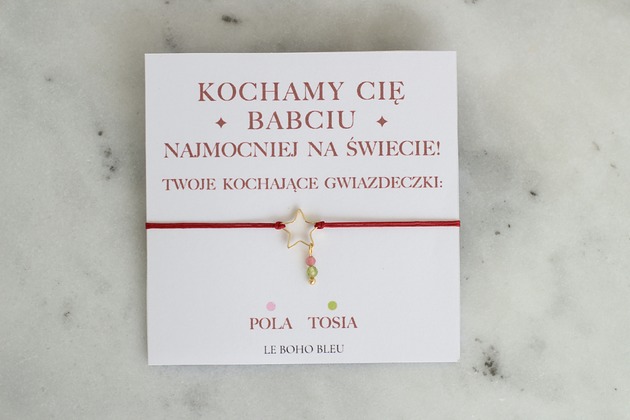 KOCHAMY CIĘ
BABCIU
NAJMOCNIEJ NA ŚWIECIE!
TWOJE KOCHAJĄCE GWIAZDECZKI:
POLA TOSIA
LE BOHO BLEU